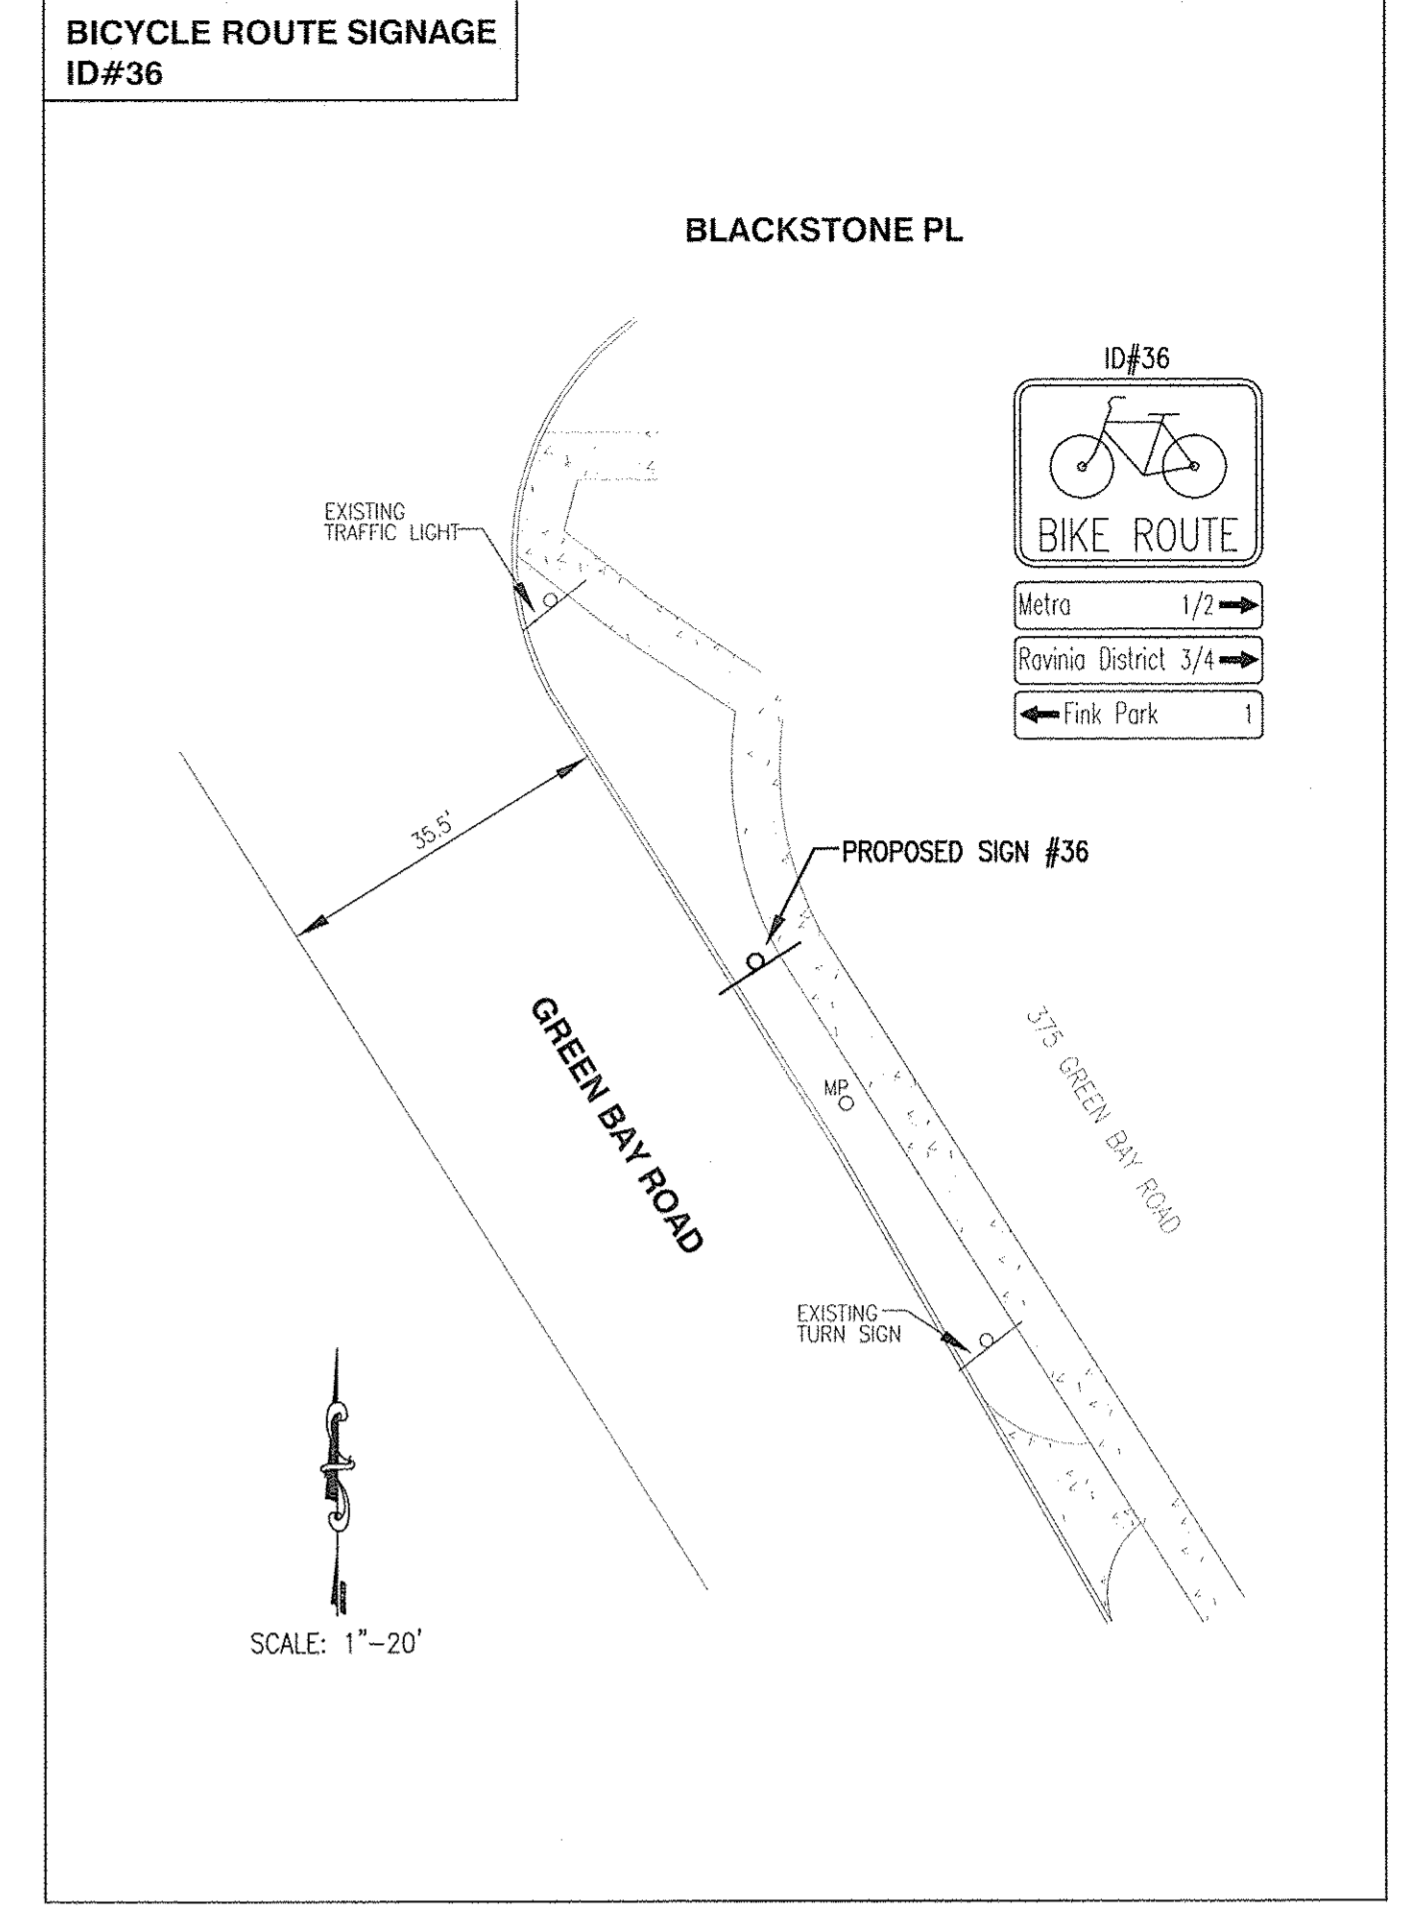 BICYCLE ROUTE SIGNAGE
ID#36
BLACKSTONE PL
ID#36
BIKE ROUTE
Metra 1/2
Ravinia District 3/4
Fink Park 1
EXISTING
TRAFFIC LIGHT
35.5'
PROPOSED SIGN #36
GREEN BAY ROAD
MP
375 GREEN BAY ROAD
EXISTING
TURN SIGN
SCALE: 1"-20'